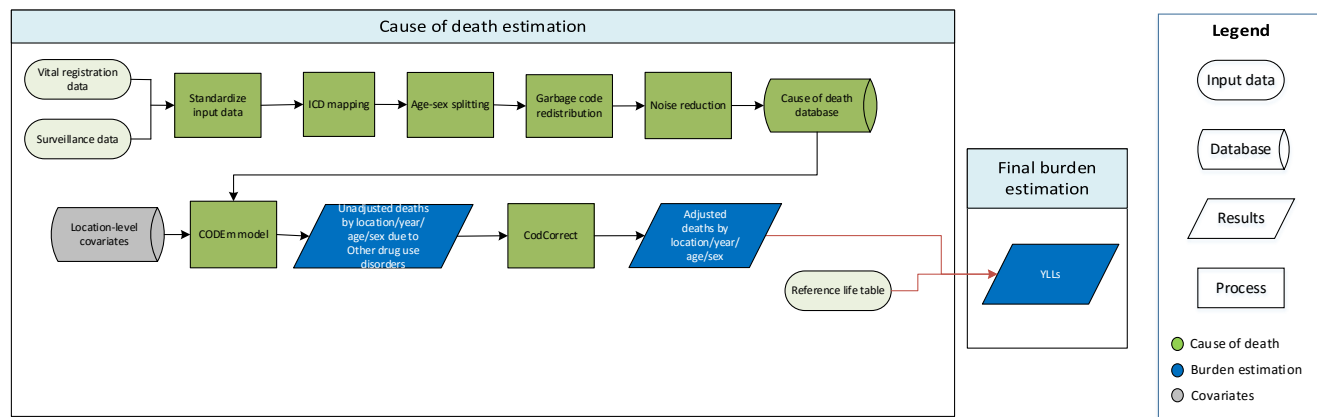 Cause of death estimation
Vital registration
data
Surveillance data
Standardize
input data
ICD mapping
Age-sex splitting
Garbage code
redistribution
Noise reduction
Cause of death
database
Location-level
covariates
CODEm model
Unadjusted deaths
by location/year/
age/sex due to
Other drug use
disorders
CodCorrect
Adjusted
deaths by
location/year/
age/sex
Reference life table
Final burden
estimation
YLLs
Legend
Input data
Database
Results
Process
Cause of death
Burden estimation
Covariates